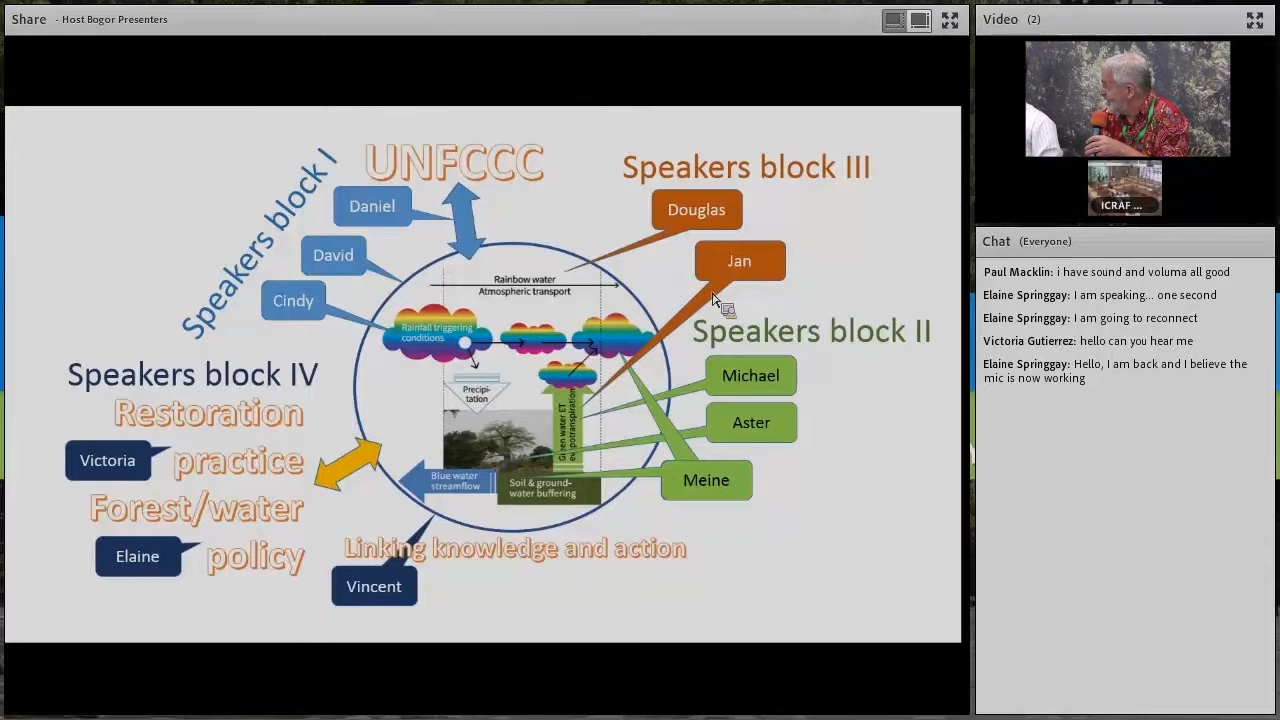 Share - Host Bogor Presenters
UNFCCC
Speakers block I
Daniel
David
Cindy
Speakers block III
Douglas
Jan
Rainbow water
Atmospheric transport
Rainfall triggering
conditions
Precipi-
tation
Green water ET
evapotranspiration
Blue water
streamflow
Soil & ground-
water buffering
Speakers block II
Michael
Aster
Meine
Speakers block IV
Restoration
practice
Victoria
Forest/water
policy
Elaine
Linking knowledge and action
Vincent
Video (2)
ICRAF ...
Chat (Everyone)
Paul Macklin: i have sound and voluma all good
Elaine Springgay: I am speaking... one second
Elaine Springgay: I am going to reconnect
Victoria Gutierrez: hello can you hear me
Elaine Springgay: Hello, I am back and I believe the
mic is now working